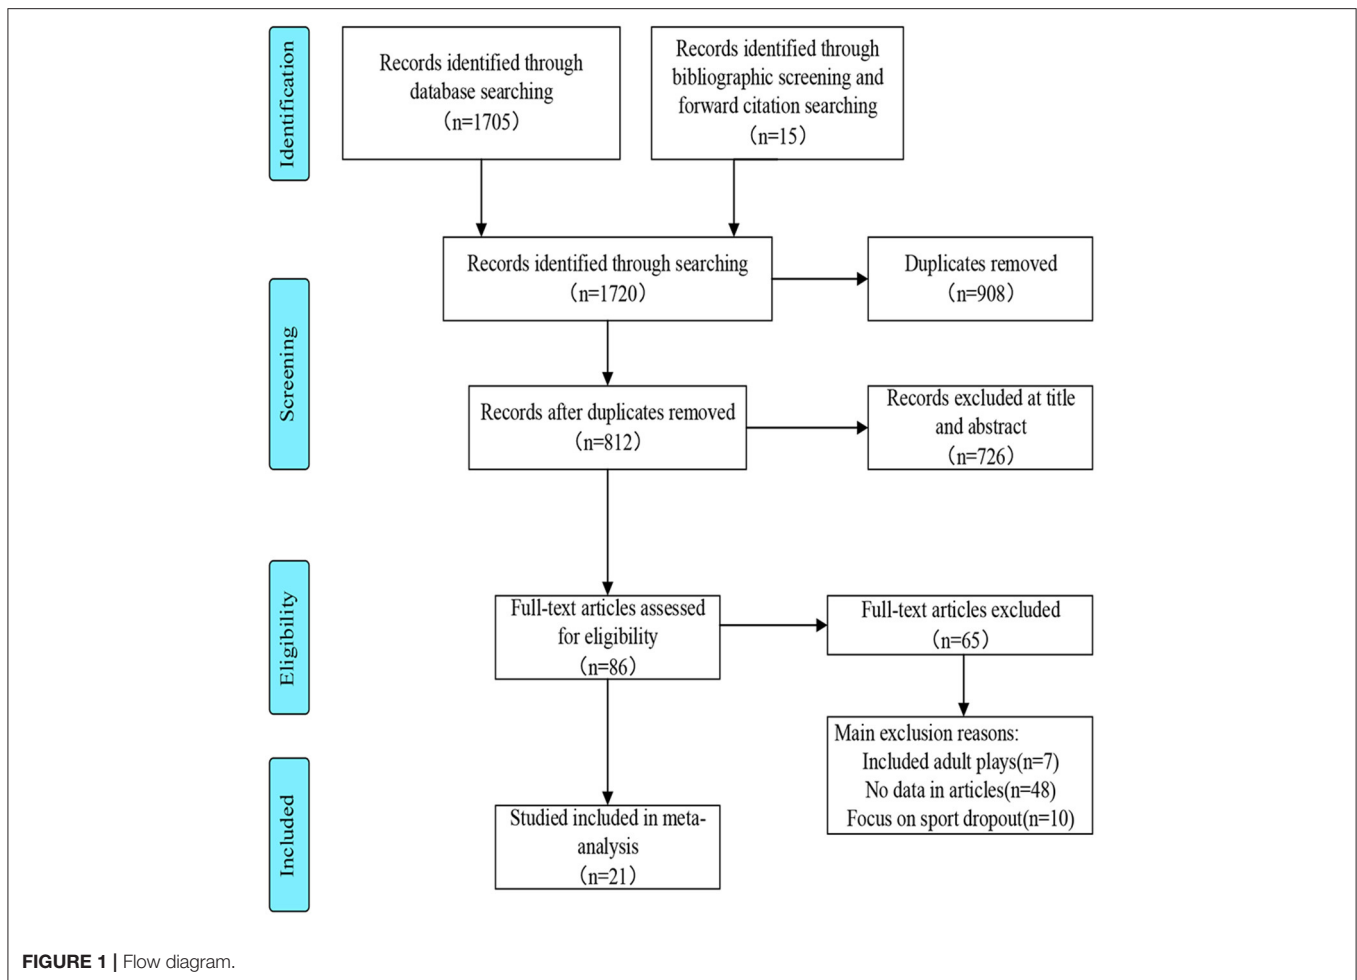 Identification
Records identified through
database searching
(n=1705)
Records identified through
bibliographic screening and
forward citation searching
(n=15)
Records identified through searching
(n=1720)
Duplicates removed
(n=908)
Screening
Records after duplicates removed
(n=812)
Records excluded at title
and abstract
(n=726)
Eligibility
Full-text articles assessed
for eligibility
(n=86)
Full-text articles excluded
(n=65)
Main exclusion reasons:
Included adult plays(n=7)
No data in articles(n=48)
Focus on sport dropout(n=10)
Included
Studied included in meta-
analysis
(n=21)
FIGURE 1 | Flow diagram.